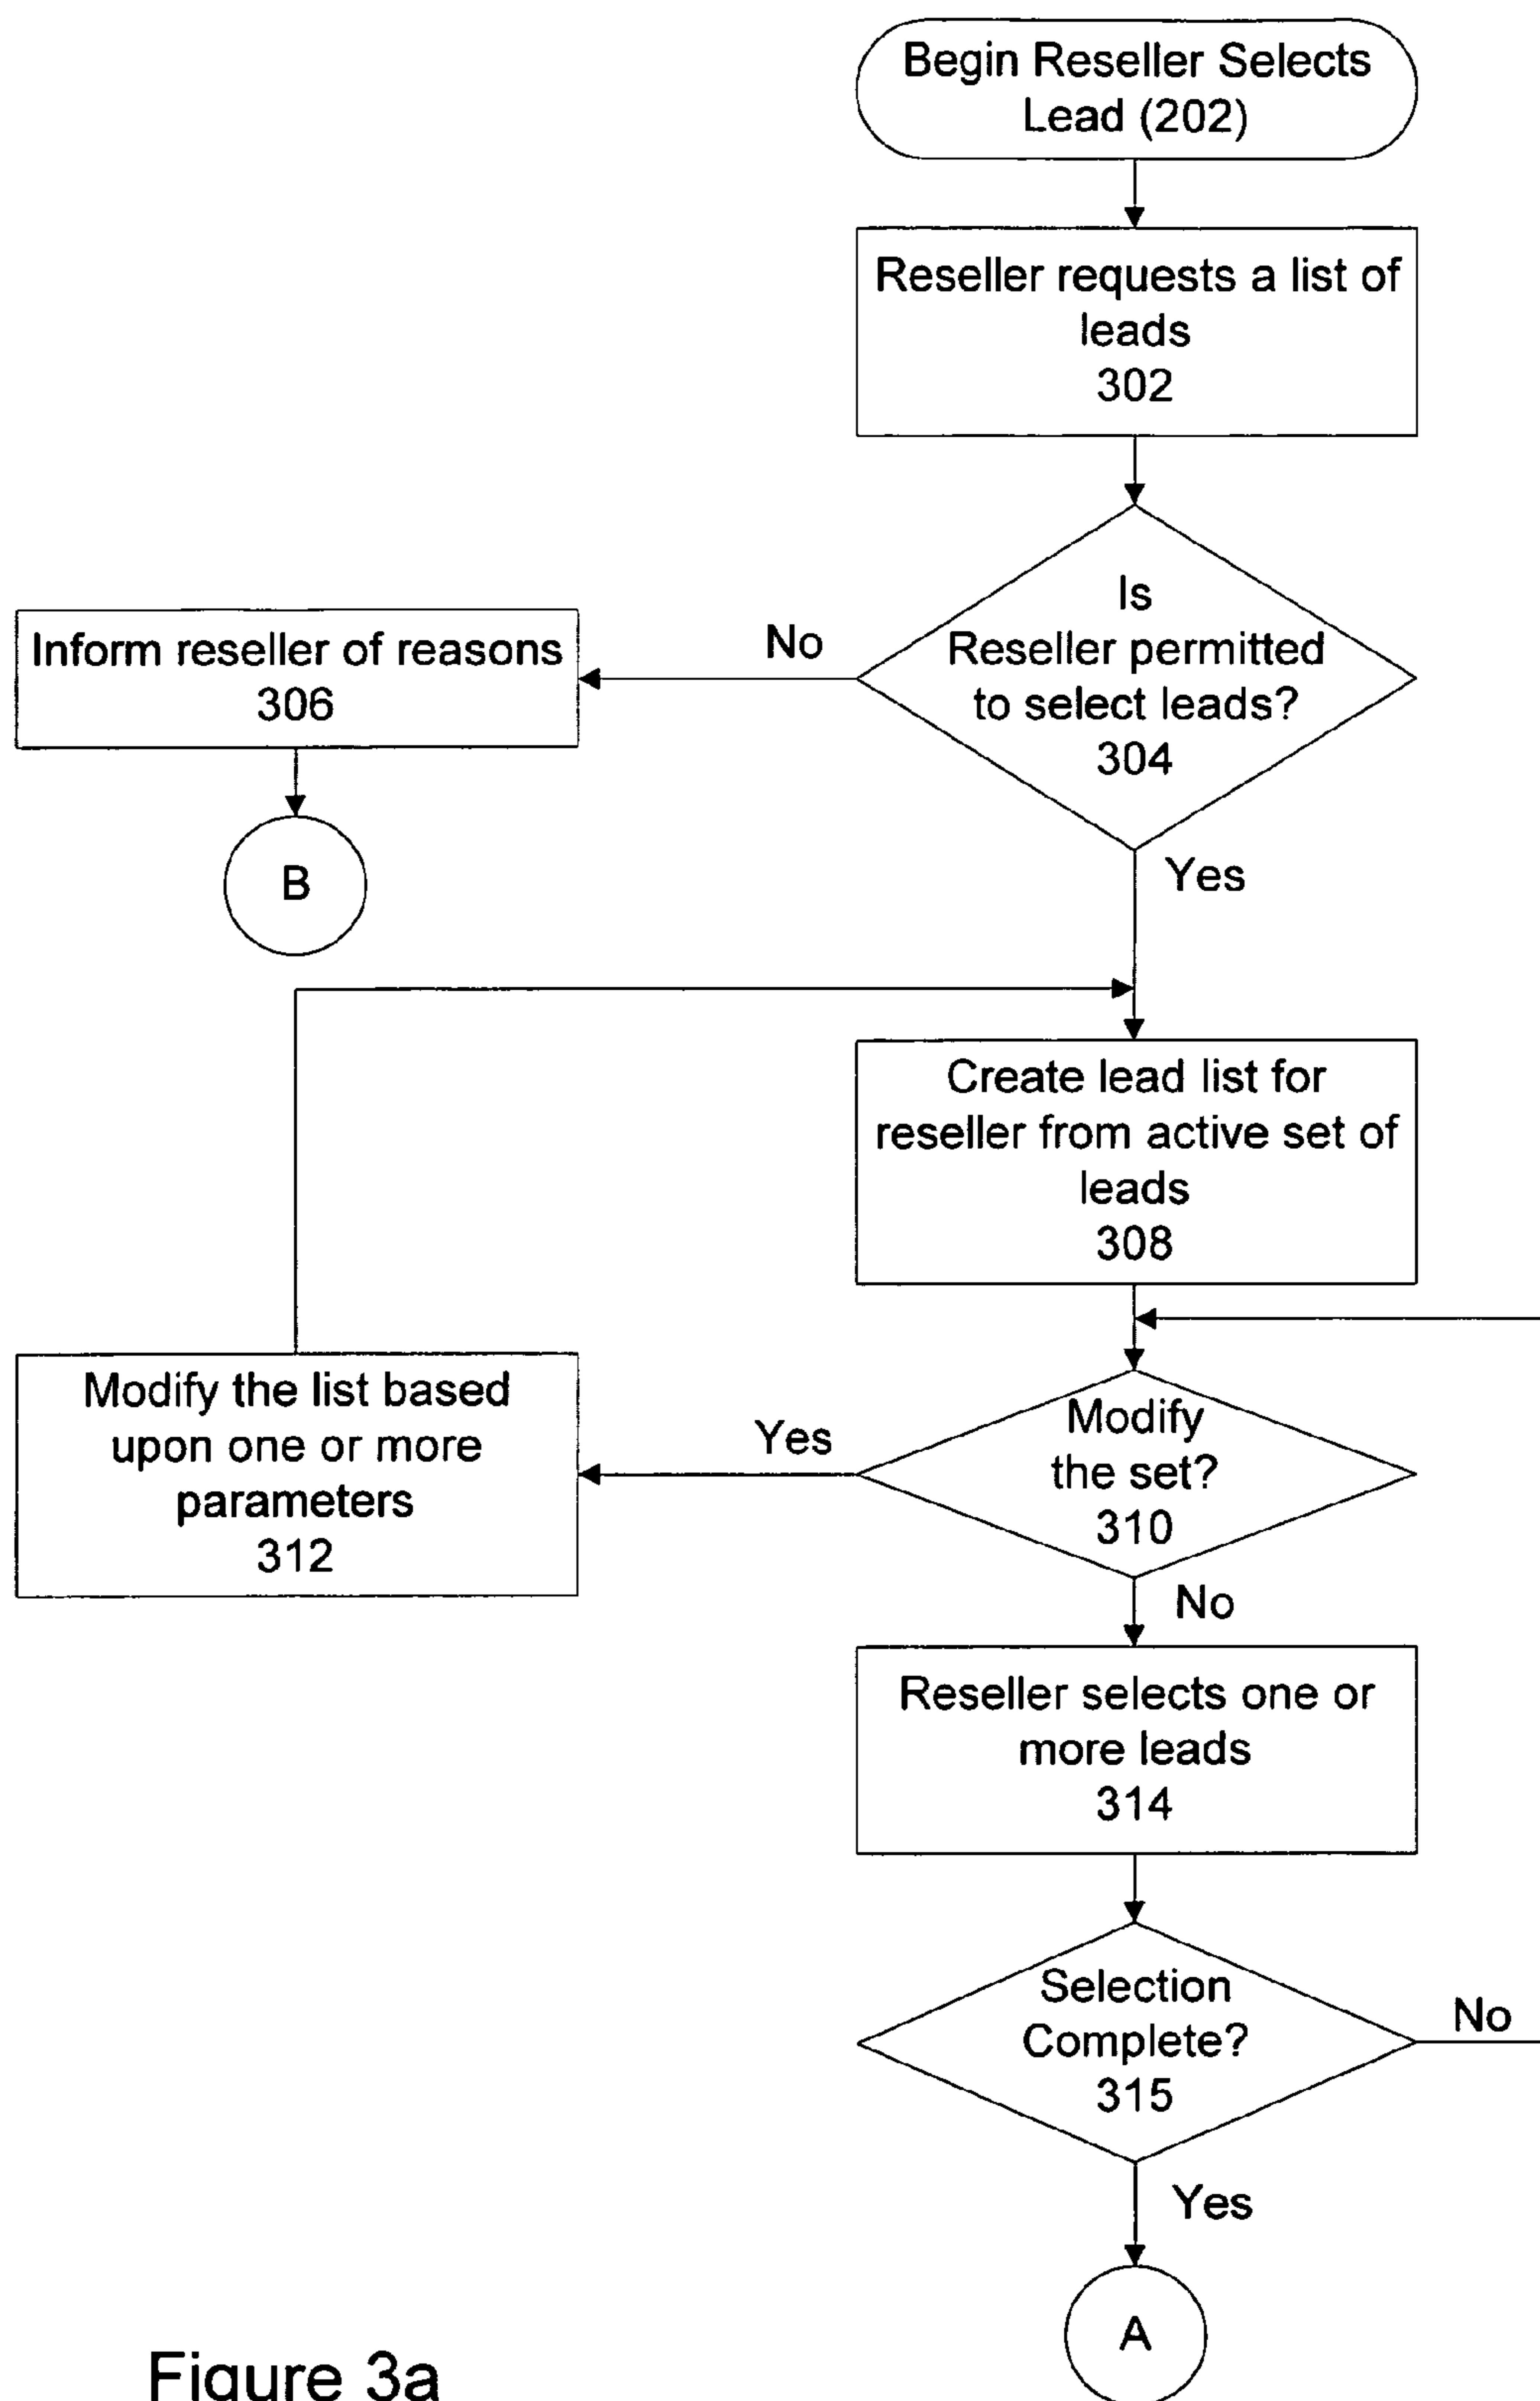 Begin Reseller Selects
Lead (202)
Reseller requests a list of
leads
302
Is
Reseller permitted
to select leads?
304
No
Inform reseller of reasons
306
B
Yes
Create lead list for
reseller from active set of
leads
308
Modify
the set?
310
Yes
Modify the list based
upon one or more
parameters
312
No
Reseller selects one or
more leads
314
Selection
Complete?
315
No
Yes
A
Figure 3a